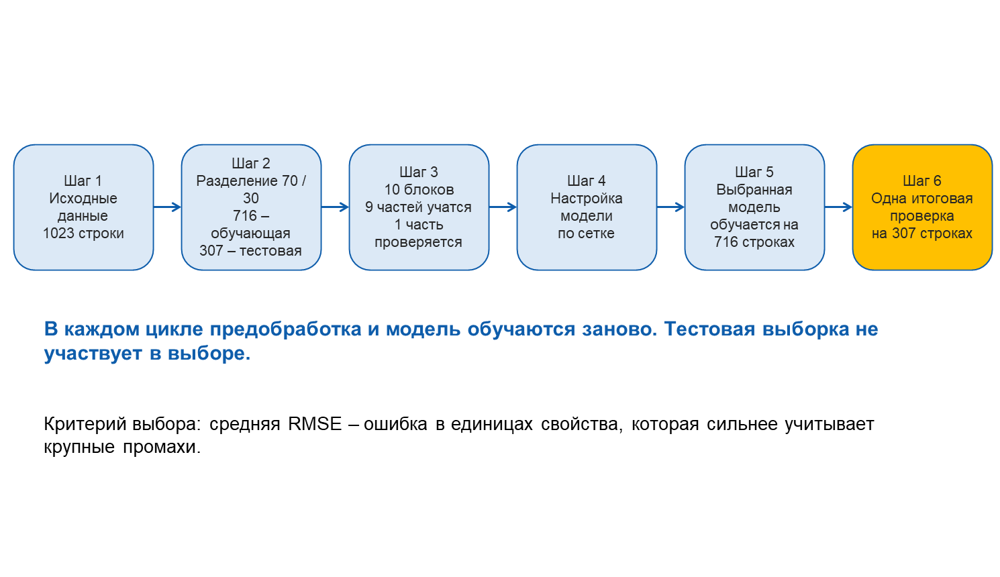 Шаг 1
Исходные
данные
1023 строки
Шаг 2
Разделение 70 /
30
716 –
обучающая
307 – тестовая
Шаг 3
10 блоков
9 частей учатся
1 часть
проверяется
Шаг 4
Настройка
модели
по сетке
Шаг 5
Выбранная
модель
обучается на
716 строках
Шаг 6
Одна итоговая
проверка
на 307 строках
В каждом цикле предобработка и модель обучаются заново. Тестовая выборка не
участвует в выборе.
Критерий выбора: средняя RMSE – ошибка в единицах свойства, которая сильнее учитывает
крупные промахи.